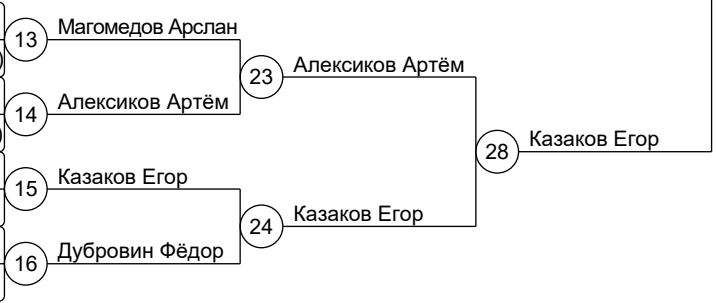 13
Магомедов Арслан
23
Алексиков Артём
14
Алексиков Артём
28
Казаков Егор
15
Казаков Егор
24
Казаков Егор
16
Дубровин Фёдор